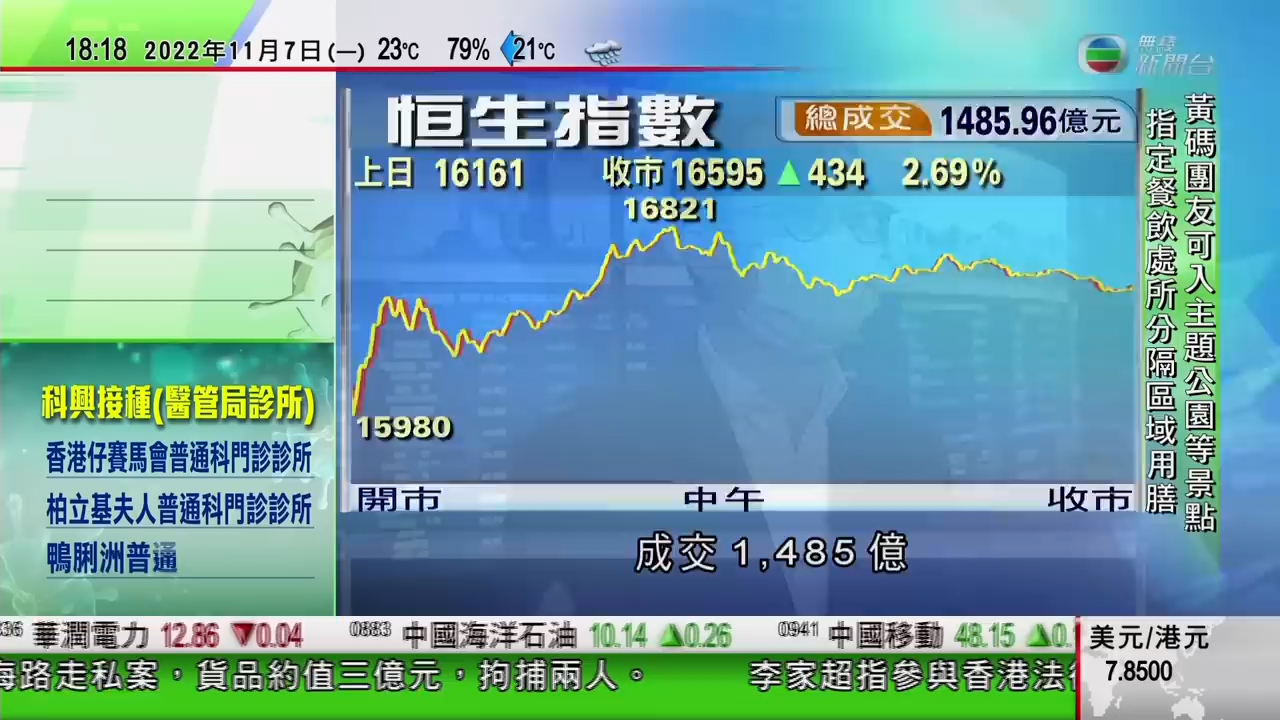 18:18 2022年11月7日(一) 23℃ 79% 21℃
無綫
新聞台
恒生指數
總成交 1485.96億元
上日 16161 收市 16595 ▲ 434 2.69%
16821
15980
開市 中午 收市
成交 1,485 億
黃碼團友可入主題公園等景點
指定餐飲處所分隔區域用膳
科興接種(醫管局診所)
香港仔賽馬會普通科門診診所
柏立基夫人普通科門診診所
鴨脷洲普通
華潤電力 12.86 ▼0.04 0883 中國海洋石油 10.14 ▲0.26 0941 中國移動 48.15 ▲0.
美元/港元
7.8500
海路走私案，貨品約值三億元，拘捕兩人。 李家超指參與香港法